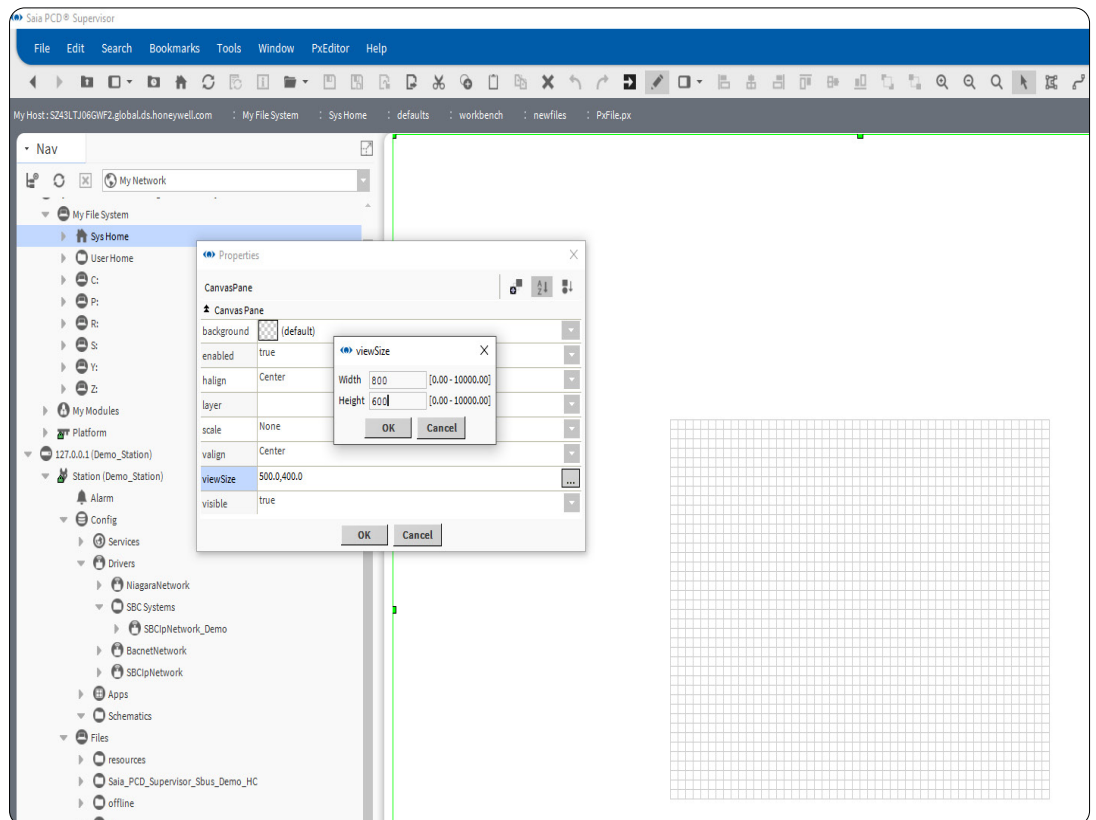 Saia PCD® Supervisor
File Edit Search Bookmarks Tools Window PxEditor Help
My Host : SZ43LTJ06GWF2.global.ds.honeywell.com : My File System : Sys Home : defaults : workbench : newfiles : PxFile.px
Nav
My Network
My File System
Sys Home
User Home
C:
P:
R:
S:
Y:
Z:
My Modules
Platform
127.0.0.1 (Demo_Station)
Station (Demo_Station)
Alarm
Config
Services
Drivers
NiagaraNetwork
SBC Systems
SBCIpNetwork_Demo
BacnetNetwork
SBCIpNetwork
Apps
Schematics
Files
resources
Saia_PCD_Supervisor_Sbus_Demo_HC
offline
Properties
CanvasPane
Canvas Pane
background (default)
enabled true
halign Center
layer
scale None
valign Center
viewSize 500.0,400.0 ...
visible true
OK Cancel
viewSize X
Width 800 [0.00 - 10000.00]
Height 600 [0.00 - 10000.00]
OK Cancel